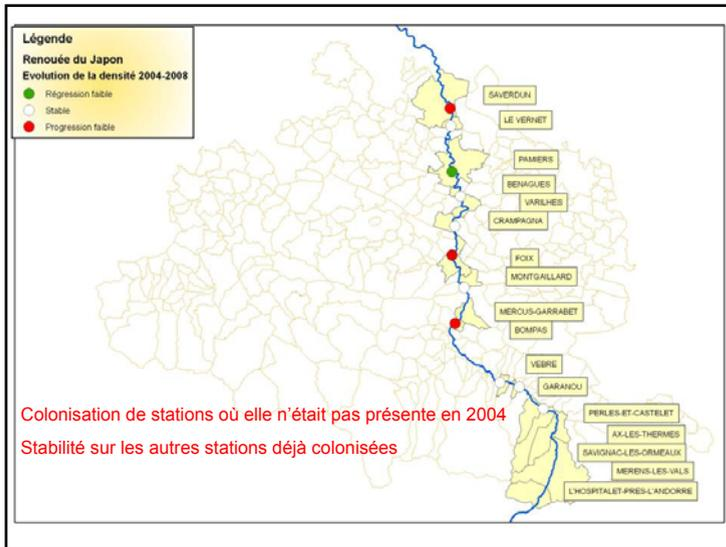 Légende
Renouée du Japon
Evolution de la densité 2004-2008
Régression faible
Stable
Progression faible
SAVERDUN
LE VERNET
PAMIERS
BENAGUES
VARILHES
CRAMPAGNA
FOIX
MONTGAILLARD
MERCUS-GARRABET
BOMPAS
VEBRE
GARANOU
Colonisation de stations où elle n'était pas présente en 2004
PERLES-ET-CASTELET
AX-LES-THERMES
Stabilité sur les autres stations déjà colonisées
SAVIGNAC-LES-ORMEAUX
MERENS-LES-VALS
L'HOSPITALET-PRES-L'ANDORRE